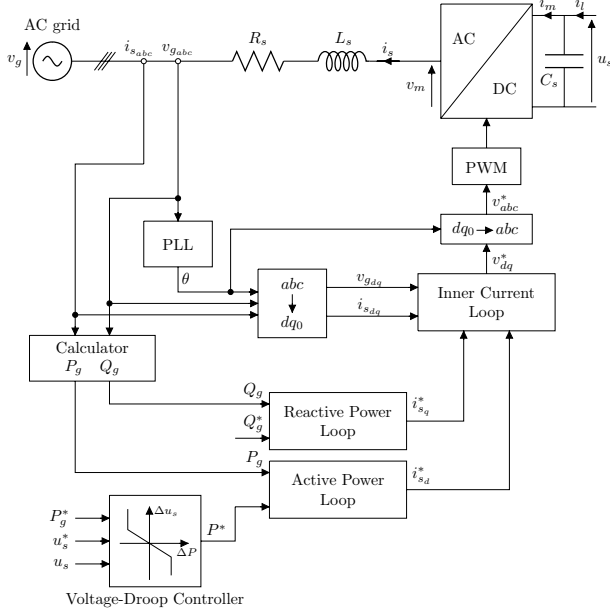 AC grid
v_g
i_{s_{abc}}
v_{g_{abc}}
R_s
L_s
i_s
v_m
AC
DC
i_m
i_l
C_s
u_s
PWM
v^*_{abc}
dq_0 → abc
v^*_{dq}
PLL
θ
abc
↓
dq_0
v_{g_{dq}}
i_{s_{dq}}
Inner Current
Loop
Calculator
P_g Q_g
Q_g
Q^*_g
Reactive Power
Loop
i^*_{s_q}
P_g
Active Power
Loop
i^*_{s_d}
P^*_g
u^*_s
u_s
Δu_s
ΔP
P^*
Voltage-Droop Controller